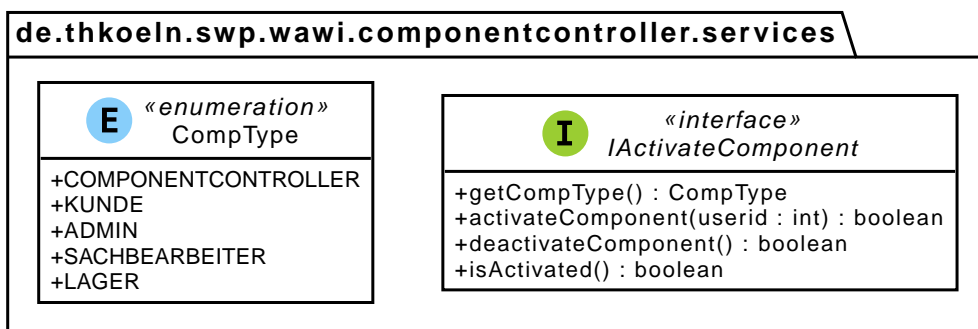 de.thkoeln.swp.wawi.componentcontroller.services
E
«enumeration»
CompType
+COMPONENTCONTROLLER
+KUNDE
+ADMIN
+SACHBEARBEITER
+LAGER
I
«interface»
IActivateComponent
+getCompType() : CompType
+activateComponent(userid : int) : boolean
+deactivateComponent() : boolean
+isActivated() : boolean